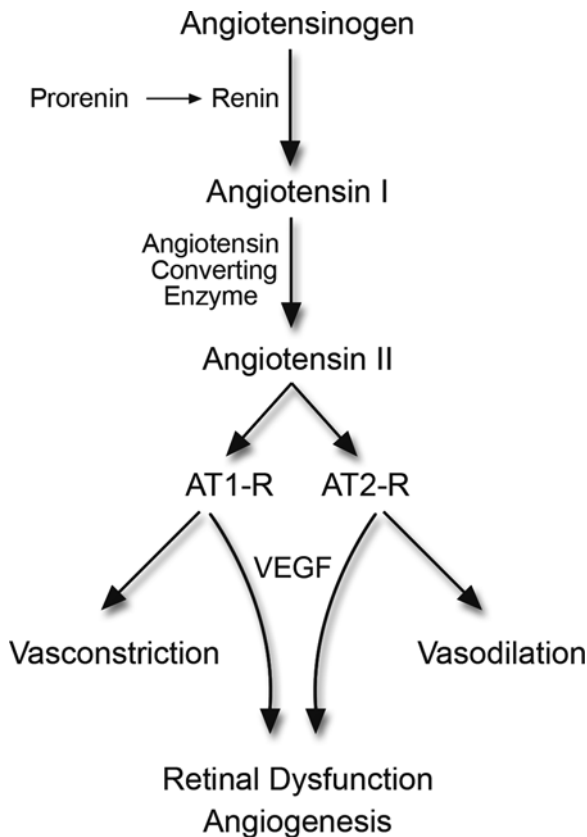 Angiotensinogen
Prorenin Renin
Angiotensin I
Angiotensin
Converting
Enzyme
Angiotensin II
AT1-R AT2-R
VEGF
Vasconstriction Vasodilation
Retinal Dysfunction
Angiogenesis